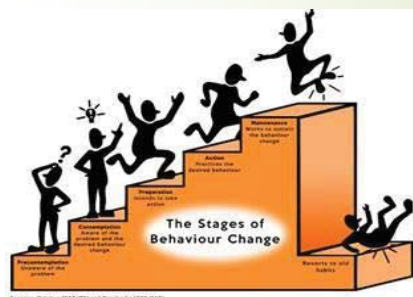 Maintenance
Works to sustain
the behaviour
change
Action
Practices the
desired behaviour
Preparation
Intends to take
action
Contemplation
Aware of the
problem and the
desired behaviour
change
Precontemplation
Unaware of the
problem
The Stages of
Behaviour Change
Reverts to old
habits